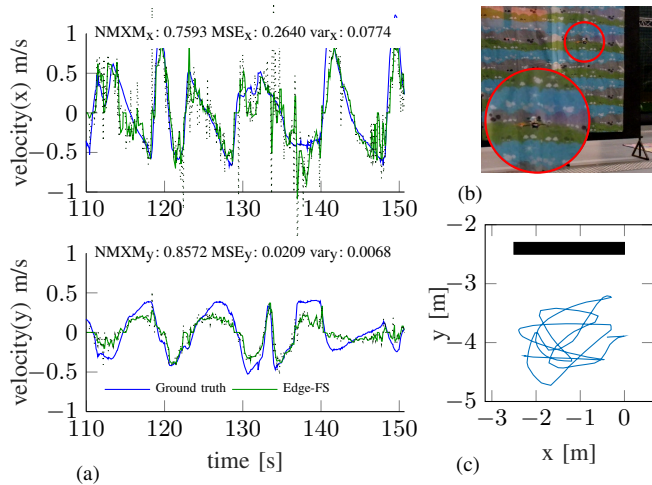 NMXMx: 0.7593 MSEx: 0.2640 varx: 0.0774
velocity(x) m/s
1
0.5
0
−0.5
−1
110 120 130 140 150
NMXMy: 0.8572 MSEy: 0.0209 vary: 0.0068
velocity(y) m/s
1
0.5
0
−0.5
−1
Ground truth Edge-FS
110 120 130 140 150
time [s]
(a)
(b)
−2
−3
−4
−5
y [m]
−3 −2 −1 0
x [m]
(c)